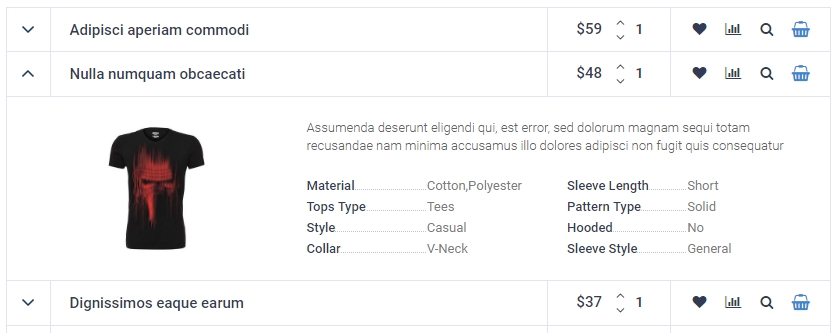 Adipisci aperiam commodi $59 1
Nulla numquam obcaecati $48 1
Assumenda deserunt eligendi qui, est error, sed dolorum magnam sequi totam
recusandae nam minima accusamus illo dolores adipisci non fugit quis consequatur
Material Cotton,Polyester Sleeve Length Short
Tops Type Tees Pattern Type Solid
Style Casual Hooded No
Collar V-Neck Sleeve Style General
Dignissimos eaque earum $37 1